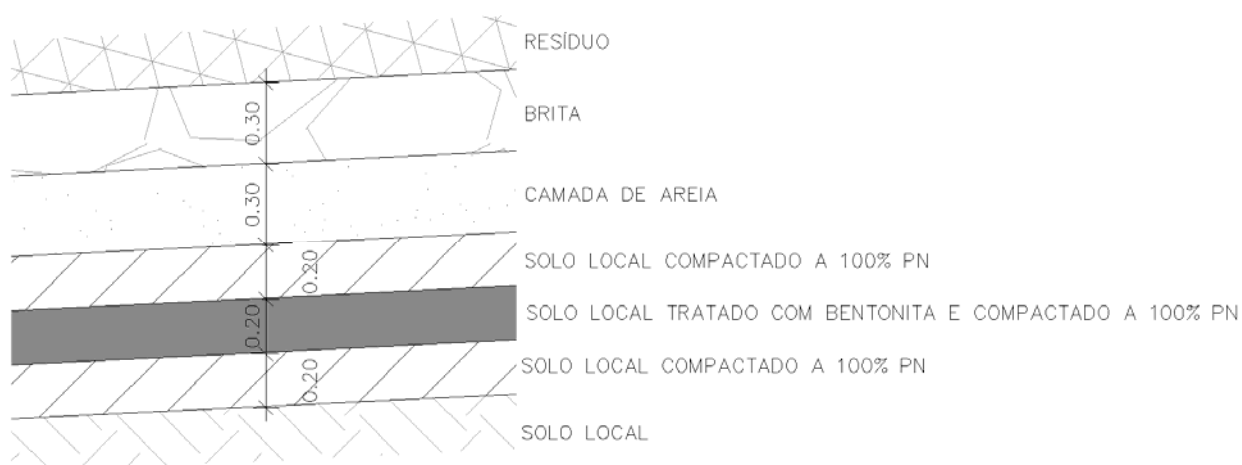 RESÍDUO
0.30
BRITA
0.30
CAMADA DE AREIA
0.20
SOLO LOCAL COMPACTADO A 100% PN
0.20
SOLO LOCAL TRATADO COM BENTONITA E COMPACTADO A 100% PN
0.20
SOLO LOCAL COMPACTADO A 100% PN
SOLO LOCAL